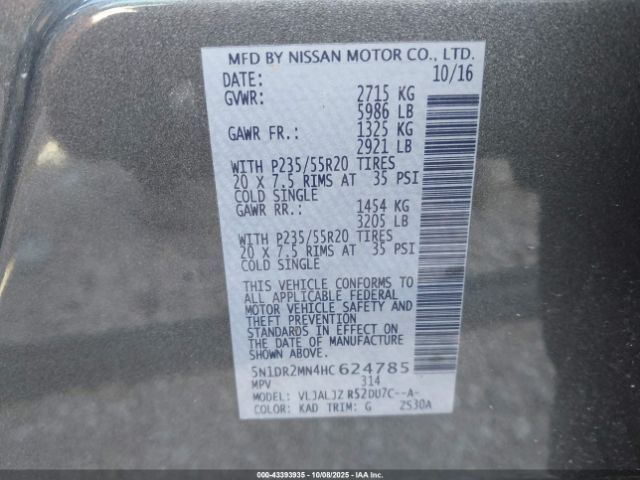 MFD BY NISSAN MOTOR CO., LTD.
DATE: 10/16
GVWR: 2715 KG
5986 LB
GAWR FR.: 1325 KG
2921 LB
WITH P235/55R20 TIRES
20 X 7.5 RIMS AT 35 PSI
COLD SINGLE
GAWR RR.: 1454 KG
3205 LB
WITH P235/55R20 TIRES
20 X 7.5 RIMS AT 35 PSI
COLD SINGLE
THIS VEHICLE CONFORMS TO
ALL APPLICABLE FEDERAL
MOTOR VEHICLE SAFETY AND
THEFT PREVENTION
STANDARDS IN EFFECT ON
THE DATE OF MANUFACTURE
SHOWN ABOVE.
5N1DR2MN4HC624785
MPV 314
MODEL: VLJALJZ R52DU7C--A-
COLOR: KAD TRIM: G ZS30A
000-43393935 • 10/08/2025 • IAAI.COM